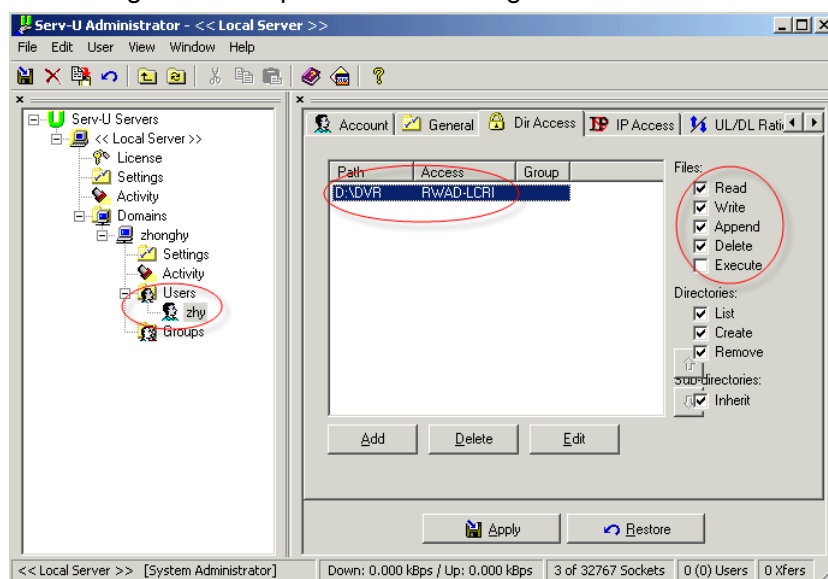 Serv-U Administrator - << Local Server >>
File Edit User View Window Help
Serv-U Servers
<< Local Server >>
License
Settings
Activity
Domains
zhonghy
Settings
Activity
Users
zhy
Groups
Account General Dir Access IP Access UL/DL Rati
Path Access Group
D:\DVR RWAD-LCRI
Files:
Read
Write
Append
Delete
Execute
Directories:
List
Create
Remove
Sub-directories:
Inherit
Add Delete Edit
Apply Restore
<< Local Server >> [System Administrator] Down: 0.000 kBps / Up: 0.000 kBps 3 of 32767 Sockets 0 (0) Users 0 Xfers